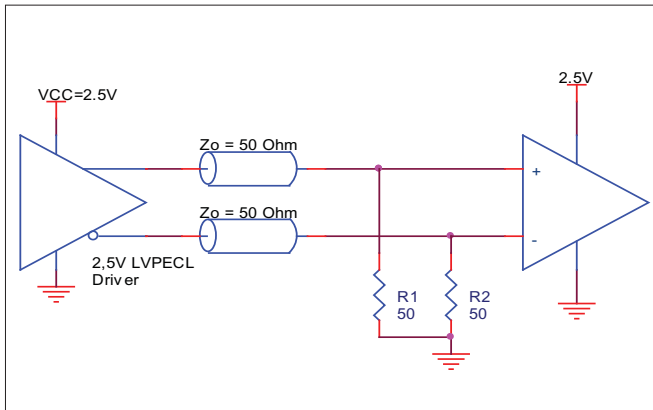 VCC=2.5V
2.5V
Zo = 50 Ohm
+
Zo = 50 Ohm
-
2,5V LVPECL
Driver
R1
50
R2
50